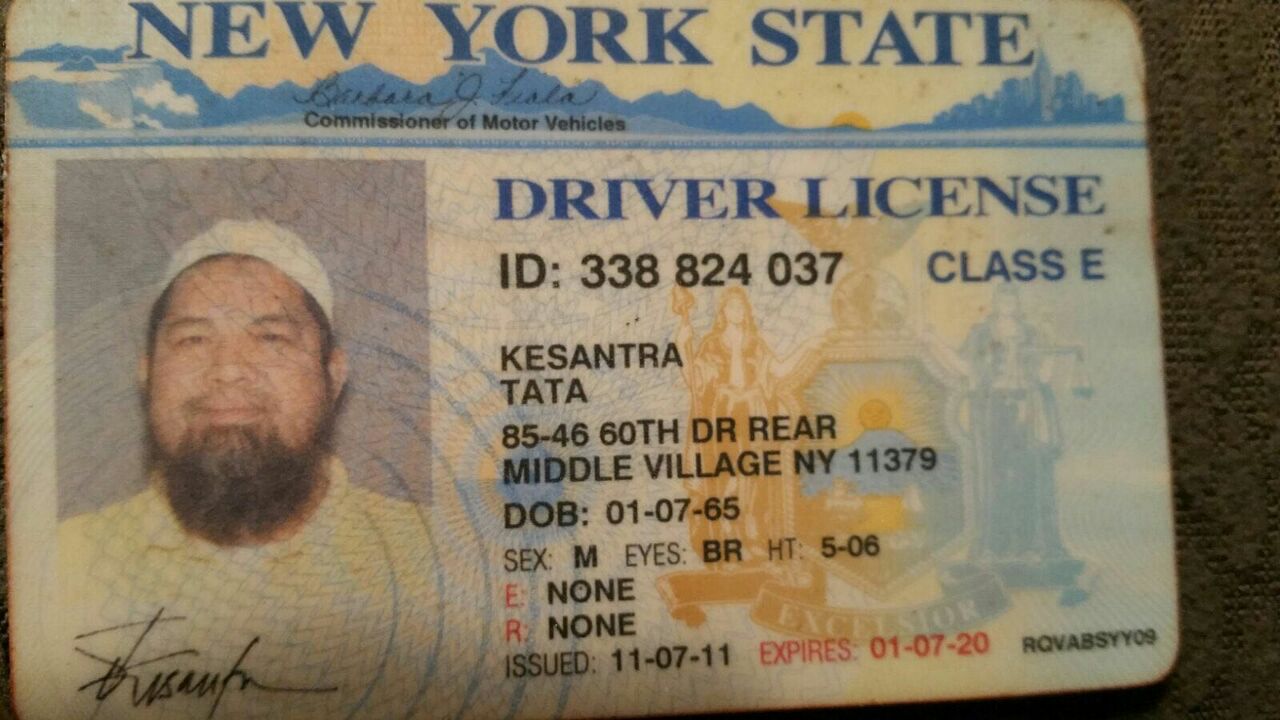 NEW YORK STATE
Barbara J. Fiala
Commissioner of Motor Vehicles
DRIVER LICENSE
ID: 338 824 037 CLASS E
KESANTRA
TATA
85-46 60TH DR REAR
MIDDLE VILLAGE NY 11379
DOB: 01-07-65
SEX: M EYES: BR HT: 5-06
E: NONE
R: NONE
ISSUED: 11-07-11 EXPIRES: 01-07-20 RQVABSYY09
EXCELSIOR